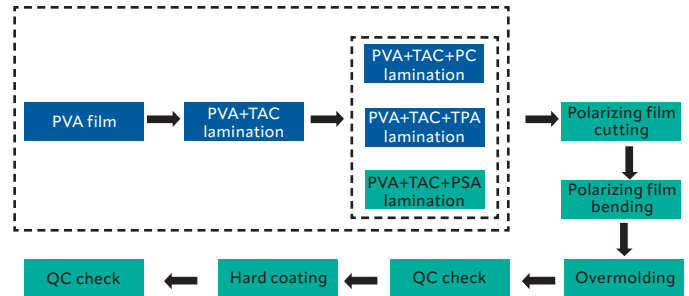 PVA film
PVA+TAC
lamination
PVA+TAC+PC
lamination
PVA+TAC+TPA
lamination
PVA+TAC+PSA
lamination
Polarizing film
cutting
Polarizing film
bending
Overmolding
QC check
Hard coating
QC check